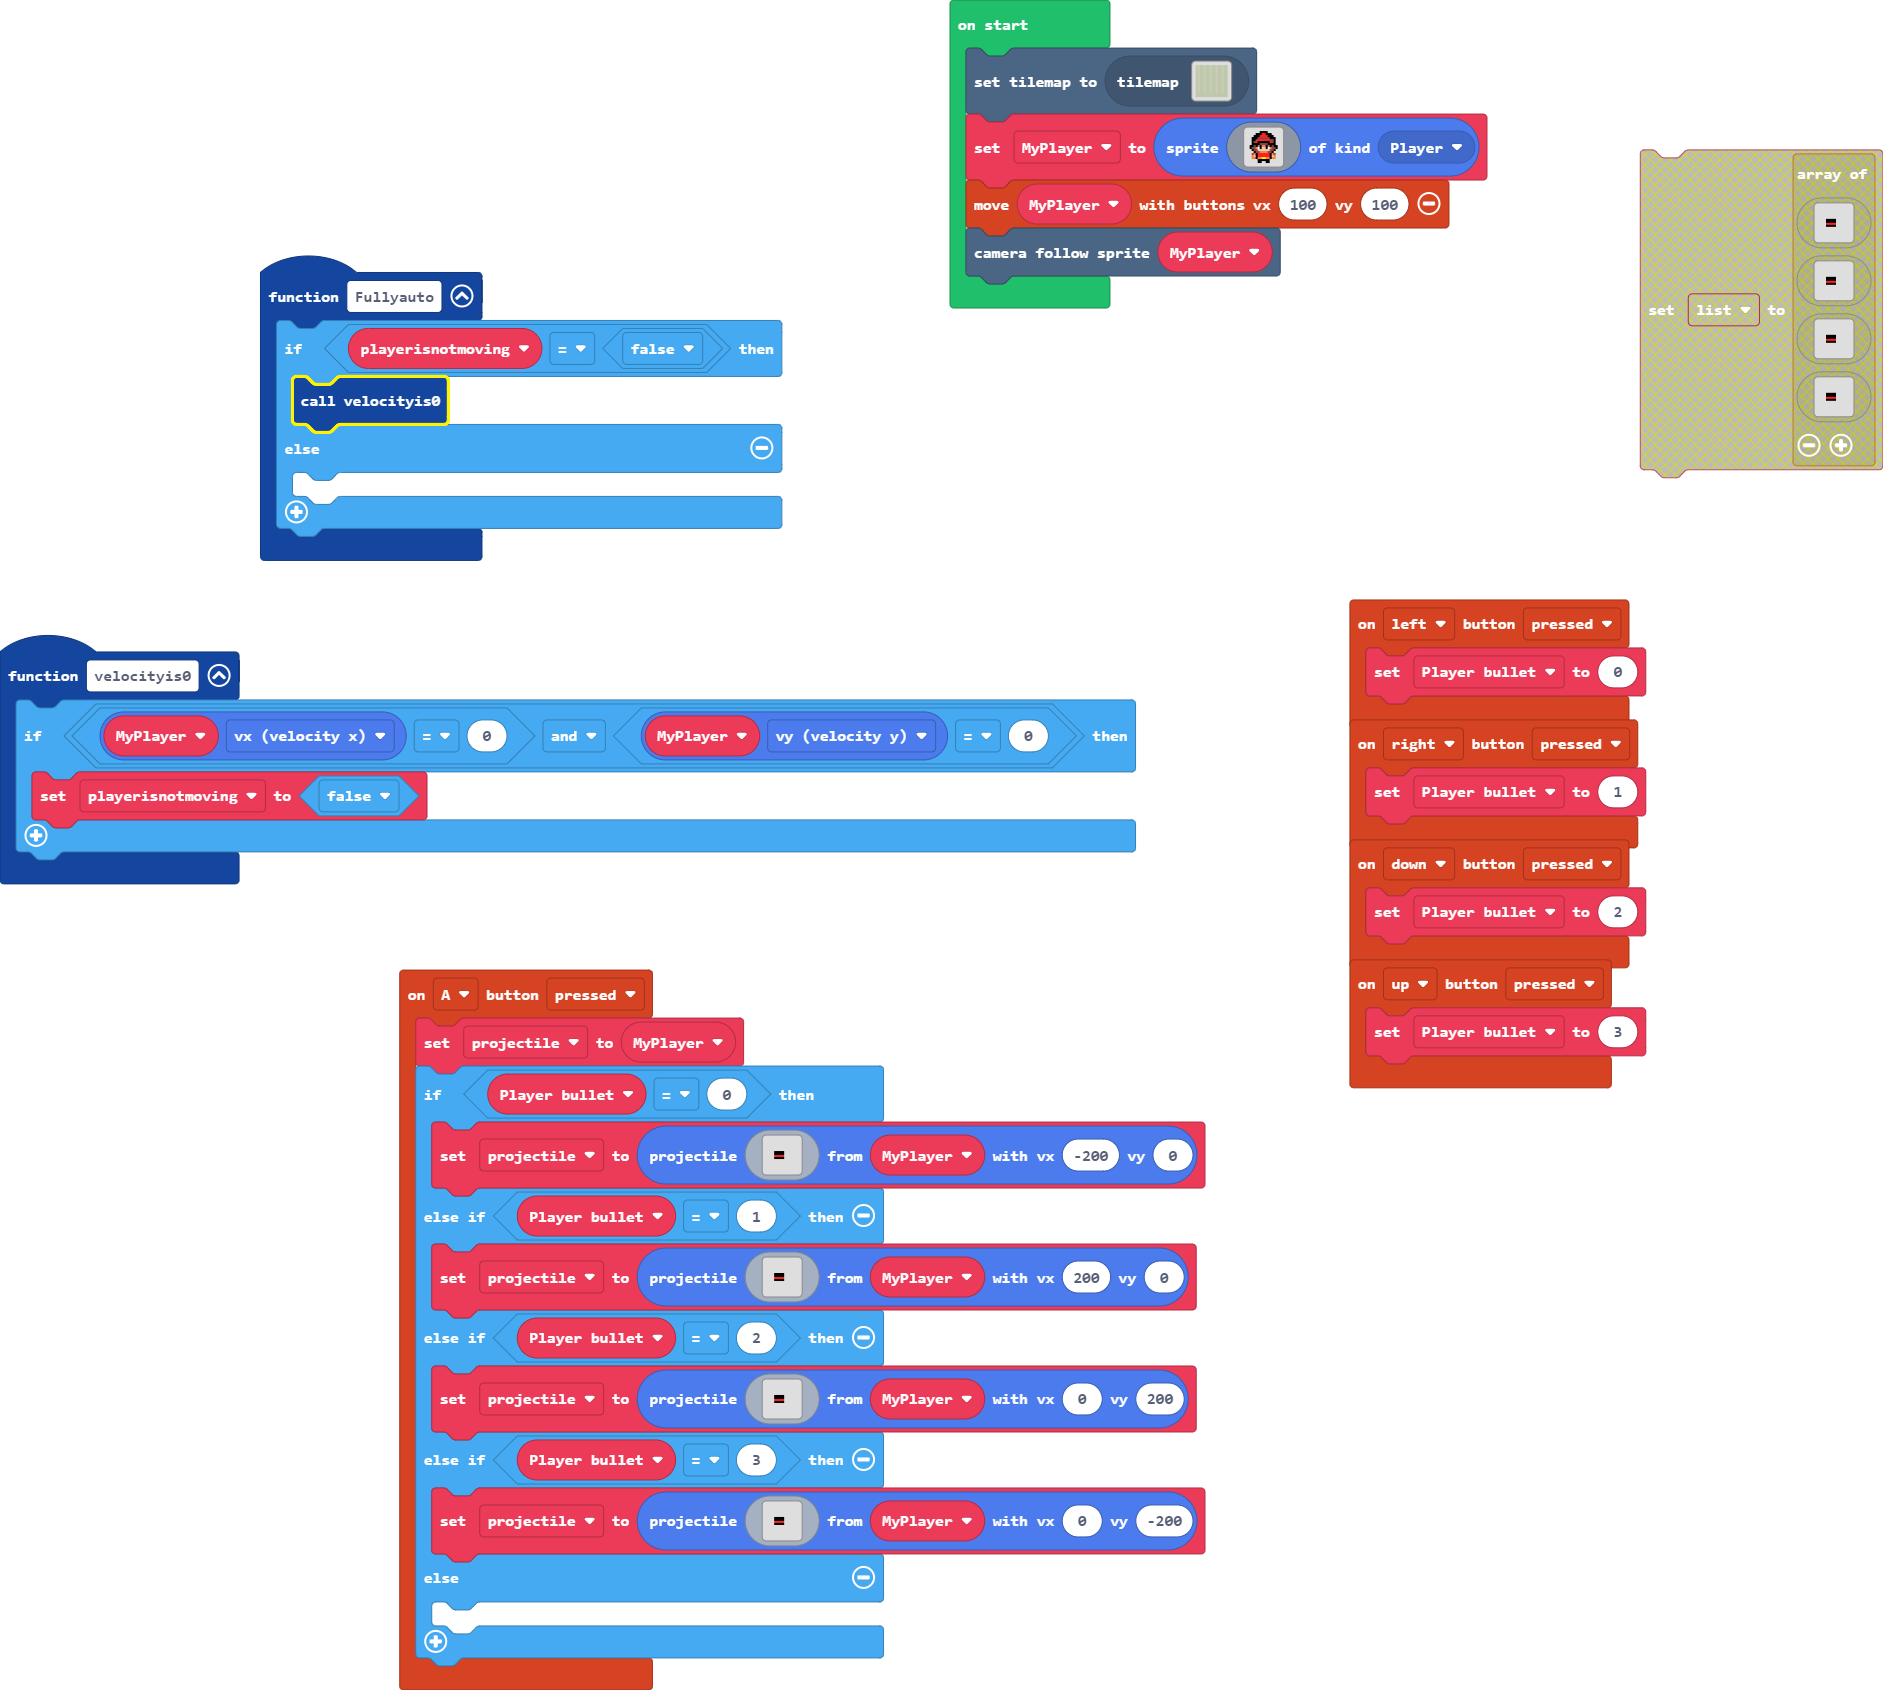 on start
set tilemap to tilemap
set MyPlayer to sprite of kind Player
move MyPlayer with buttons vx 100 vy 100
camera follow sprite MyPlayer
set list to array of
function Fullyauto
if playerisnotmoving = false then
call velocityis0
else
function velocityis0
if MyPlayer vx (velocity x) = 0 and MyPlayer vy (velocity y) = 0 then
set playerisnotmoving to false
on left button pressed
set Player bullet to 0
on right button pressed
set Player bullet to 1
on down button pressed
set Player bullet to 2
on up button pressed
set Player bullet to 3
on A button pressed
set projectile to MyPlayer
if Player bullet = 0 then
set projectile to projectile from MyPlayer with vx -200 vy 0
else if Player bullet = 1 then
set projectile to projectile from MyPlayer with vx 200 vy 0
else if Player bullet = 2 then
set projectile to projectile from MyPlayer with vx 0 vy 200
else if Player bullet = 3 then
set projectile to projectile from MyPlayer with vx 0 vy -200
else